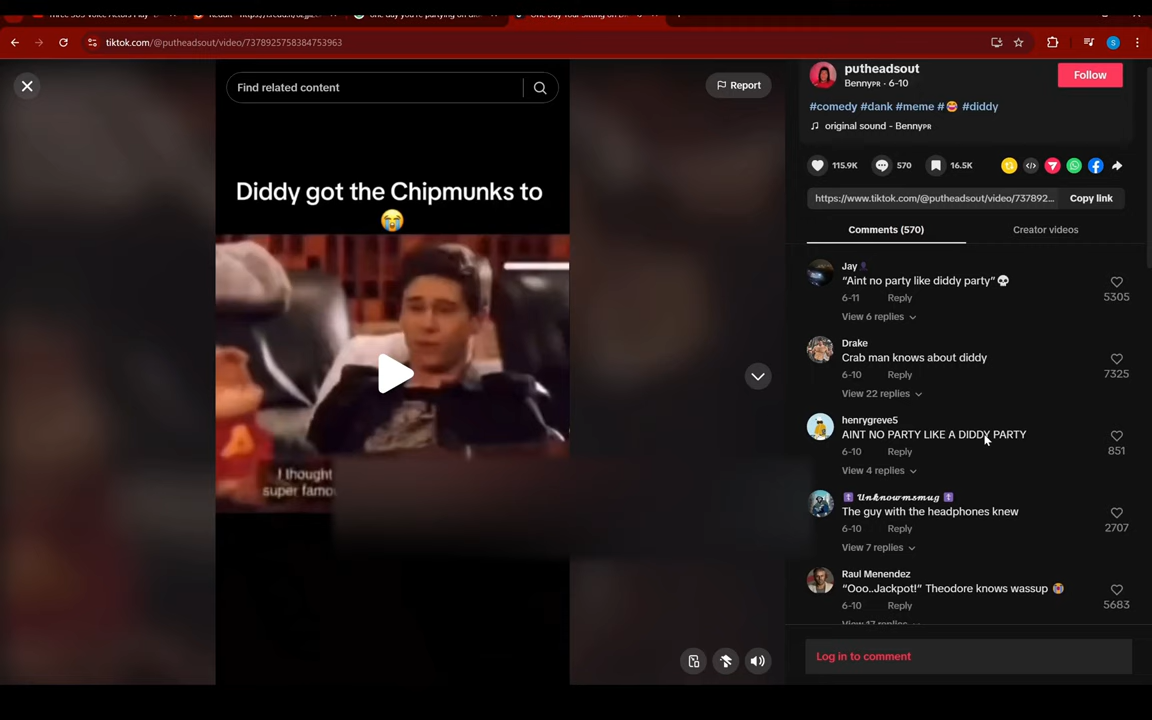 tiktok.com/@putheadsout/video/7378925758384753963
Find related content
Report
Diddy got the Chipmunks to
😭
I thought
super famou
putheadsout
BennyPR · 6-10
Follow
#comedy #dank #meme #😂 #diddy
original sound - BennyPR
115.9K
570
16.5K
https://www.tiktok.com/@putheadsout/video/737892...
Copy link
Comments (570)
Creator videos
Jay👤
“Aint no party like diddy party”💀
5305
6-11 Reply
View 6 replies
Drake
Crab man knows about diddy
7325
6-10 Reply
View 22 replies
henrygreve5
AINT NO PARTY LIKE A DIDDY PARTY
851
6-10 Reply
View 4 replies
𝓤𝓷𝓴𝓷𝓸𝔀𝓶𝓼𝓶𝓾𝓰
The guy with the headphones knew
2707
6-10 Reply
View 7 replies
Raul Menendez
“Ooo..Jackpot!” Theodore knows wassup
5683
6-10 Reply
View 17 replies
Log in to comment